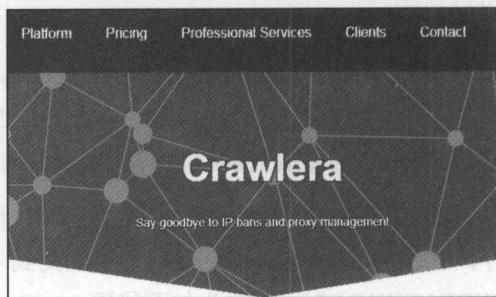 Platform Pricing Professional Services Clients Contact
Crawlera
Say goodbye to IP bans and proxy management